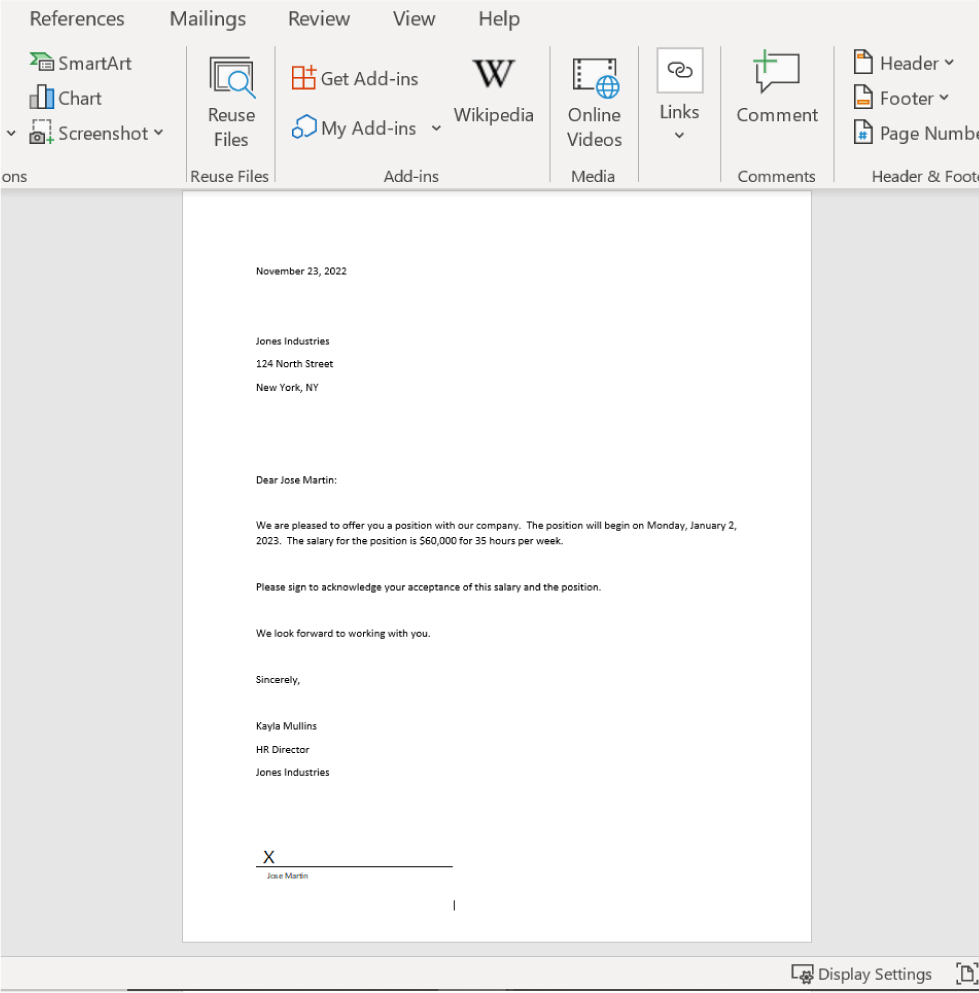 References Mailings Review View Help
SmartArt
Chart
Screenshot
ons
Reuse
Files
Reuse Files
Get Add-ins
My Add-ins
W
Wikipedia
Add-ins
Online
Videos
Media
Links
Comment
Comments
Header
Footer
# Page Numbe
Header & Foote
November 23, 2022
Jones Industries
124 North Street
New York, NY
Dear Jose Martin:
We are pleased to offer you a position with our company.  The position will begin on Monday, January 2,
2023.  The salary for the position is $60,000 for 35 hours per week.
Please sign to acknowledge your acceptance of this salary and the position.
We look forward to working with you.
Sincerely,
Kayla Mullins
HR Director
Jones Industries
X
Jose Martin
Display Settings